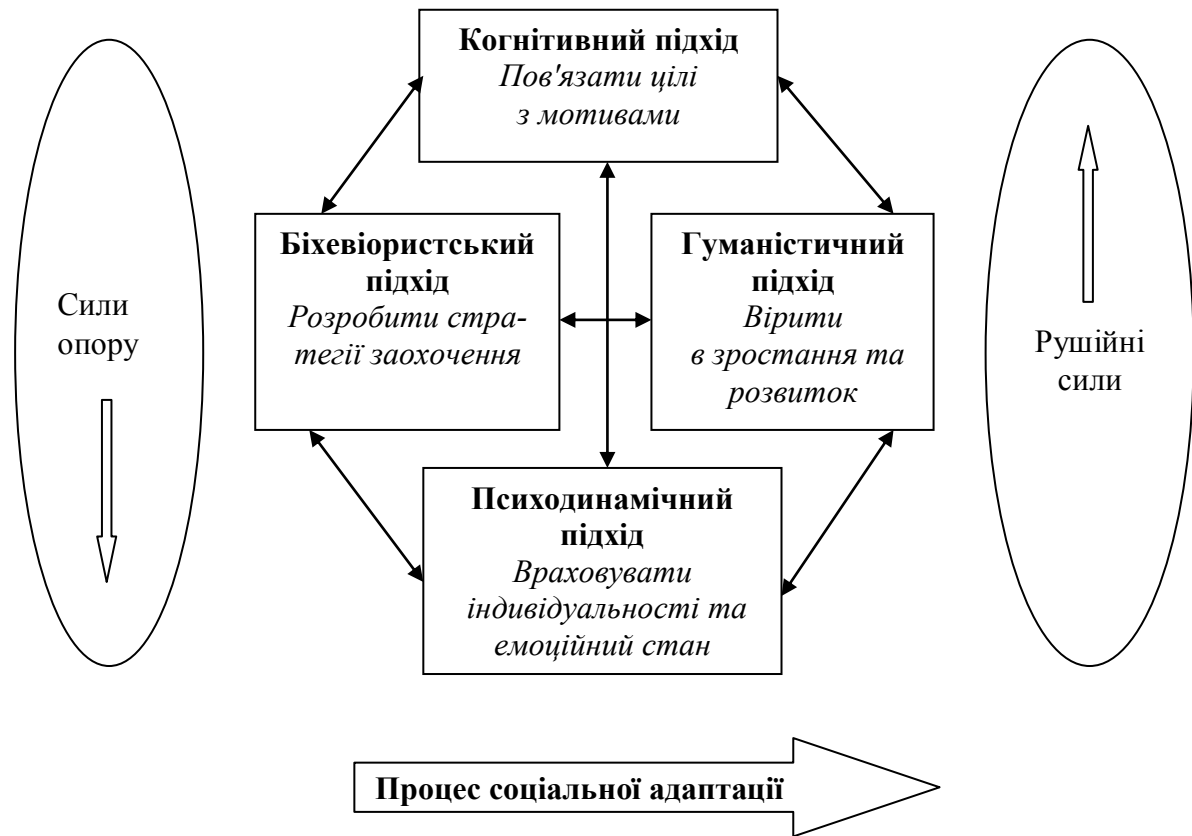 Когнітивний підхід
Пов'язати цілі
з мотивами
Біхевіористський
підхід
Розробити стра-
тегії заохочення
Гуманістичний
підхід
Вірити
в зростання та
розвиток
Сили
опору
Рушійні
сили
Психодинамічний
підхід
Враховувати
індивідуальності та
емоційний стан
Процес соціальної адаптації